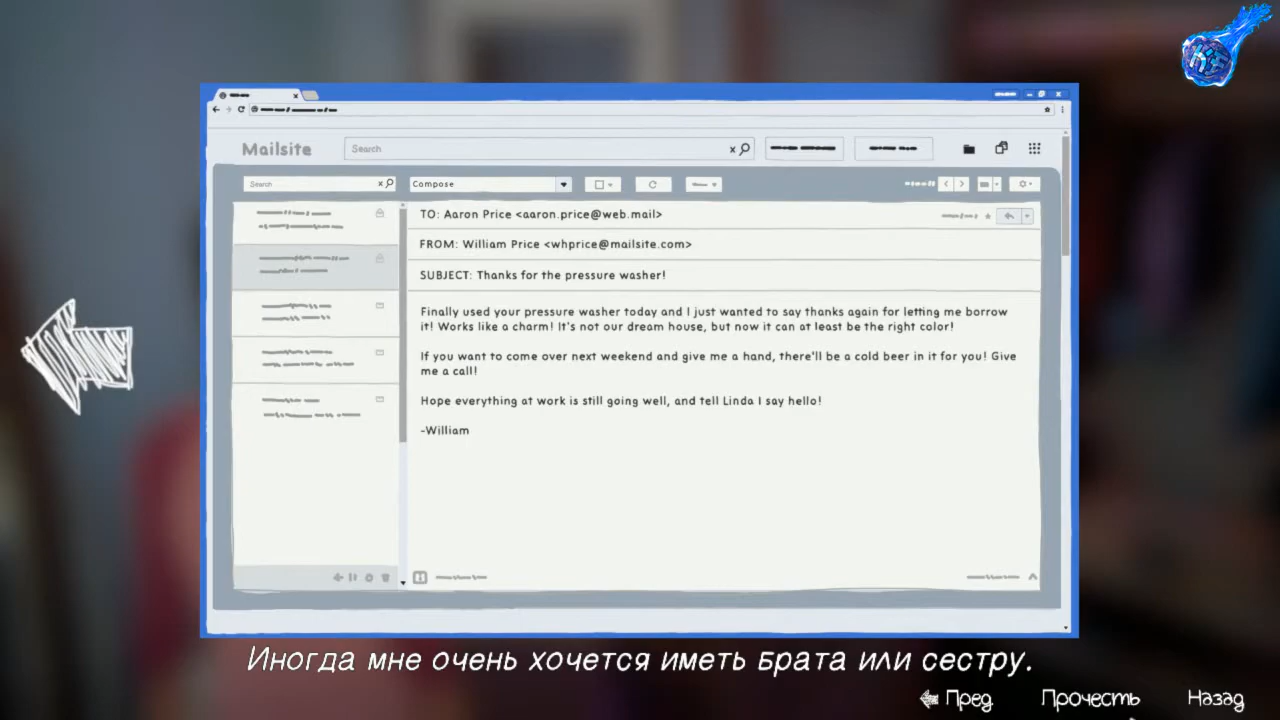 Mailsite
Search
Search
Compose
TO: Aaron Price <aaron.price@web.mail>
FROM: William Price <whprice@mailsite.com>
SUBJECT: Thanks for the pressure washer!
Finally used your pressure washer today and I just wanted to say thanks again for letting me borrow
it! Works like a charm! It's not our dream house, but now it can at least be the right color!
If you want to come over next weekend and give me a hand, there'll be a cold beer in it for you! Give
me a call!
Hope everything at work is still going well, and tell Linda I say hello!
-William
Иногда мне очень хочется иметь брата или сестру.
Пред Прочесть Назад